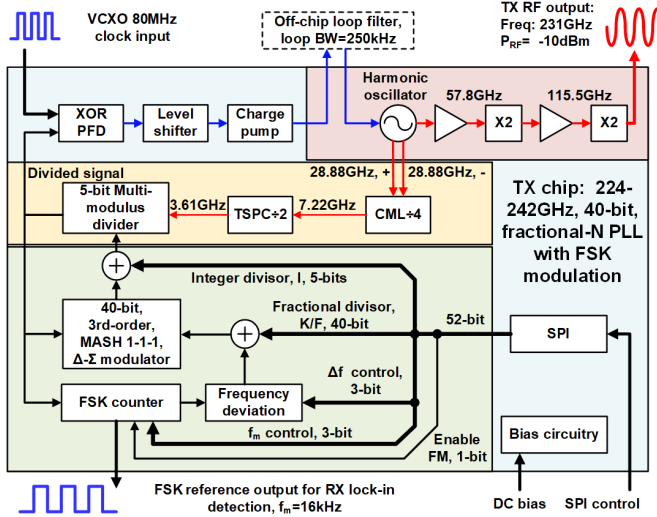 VCXO 80MHz
clock input
Off-chip loop filter,
loop BW=250kHz
TX RF output:
Freq: 231GHz
PRF= -10dBm
Harmonic
oscillator
57.8GHz
115.5GHz
XOR
PFD
Level
shifter
Charge
pump
X2
X2
Divided signal
28.88GHz, +
28.88GHz, -
5-bit Multi-
modulus
divider
3.61GHz
TSPC÷2
7.22GHz
CML÷4
TX chip: 224-
242GHz, 40-bit,
fractional-N PLL
with FSK
modulation
Integer divisor, I, 5-bits
40-bit,
3rd-order,
MASH 1-1-1,
Δ-Σ modulator
Fractional divisor,
K/F, 40-bit
52-bit
SPI
Δf control,
3-bit
FSK counter
Frequency
deviation
fm control, 3-bit
Enable
FM, 1-bit
Bias circuitry
FSK reference output for RX lock-in
detection, fm=16kHz
DC bias
SPI control